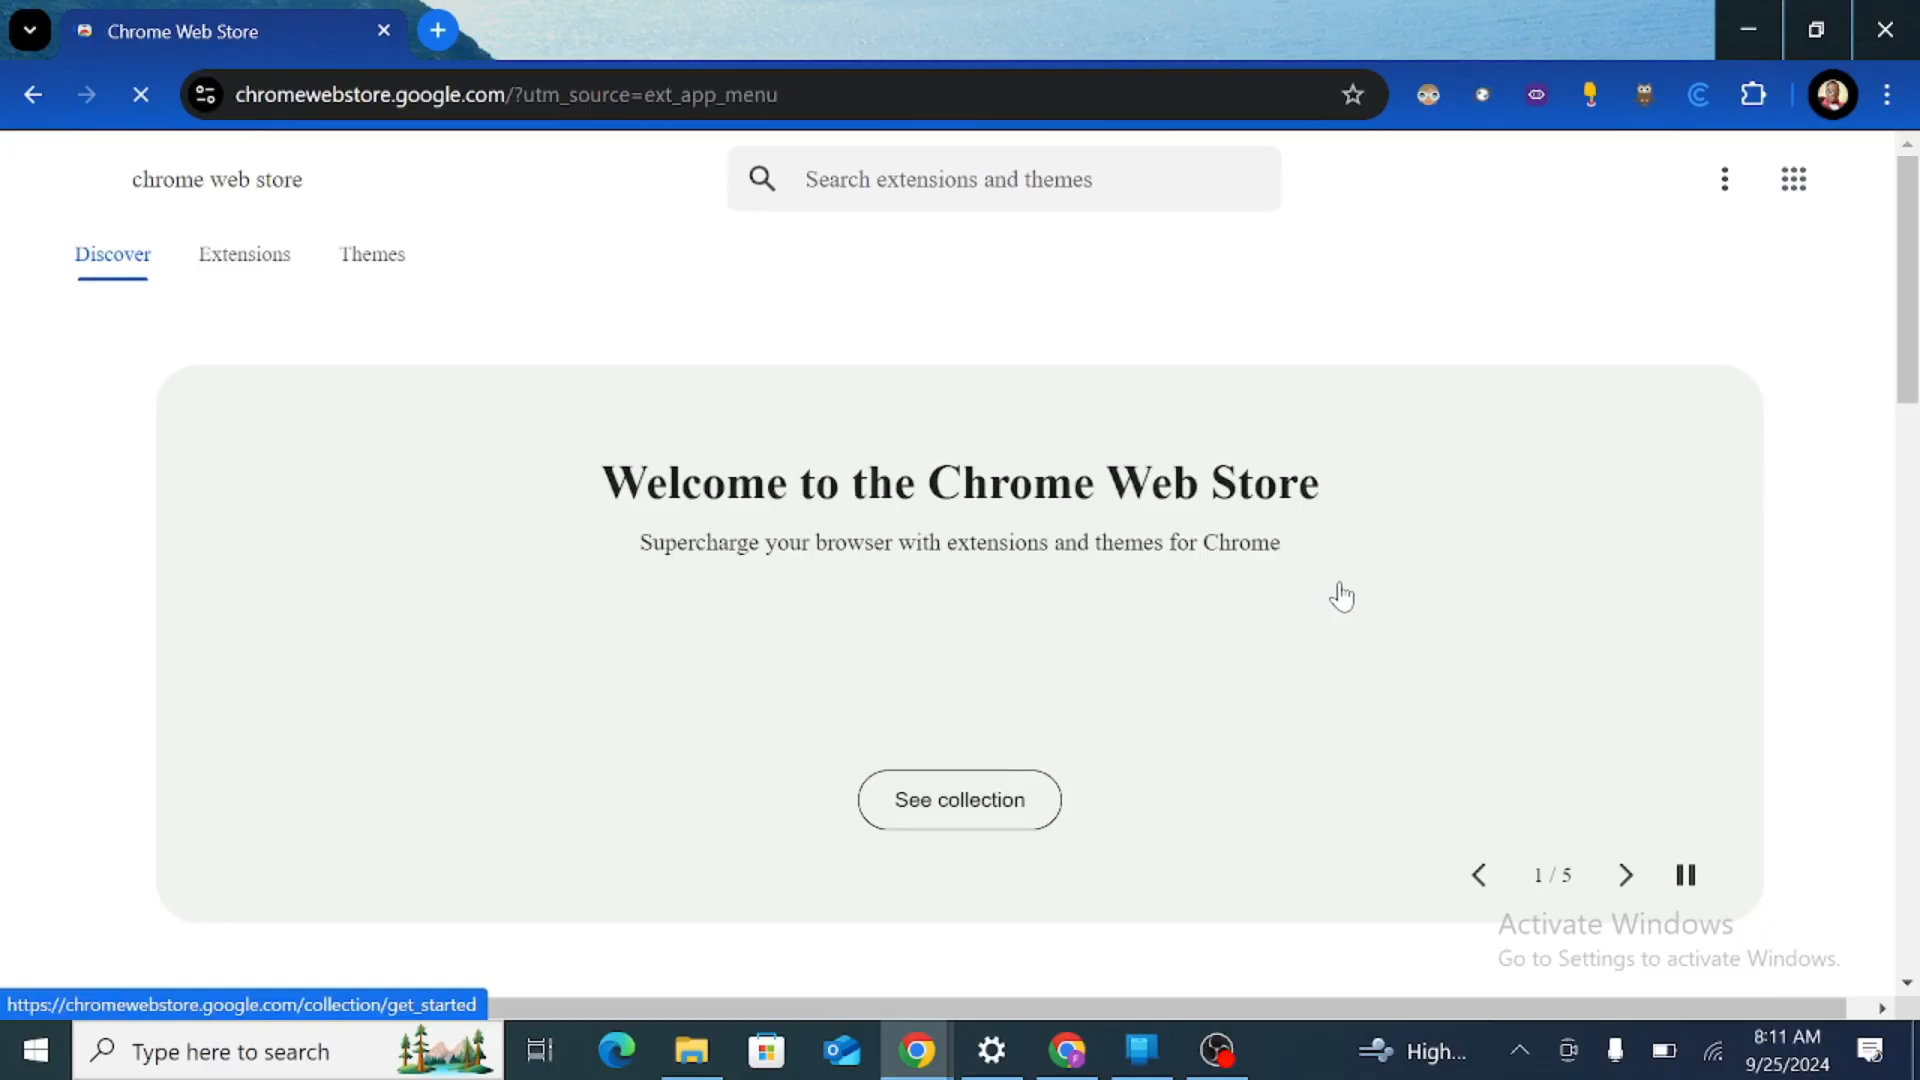 Chrome Web Store
chromewebstore.google.com/?utm_source=ext_app_menu
chrome web store
Search extensions and themes
Discover
Extensions
Themes
Welcome to the Chrome Web Store
Supercharge your browser with extensions and themes for Chrome
See collection
1 / 5
Activate Windows
Go to Settings to activate Windows.
https://chromewebstore.google.com/collection/get_started
Type here to search
High...
8:11 AM
9/25/2024